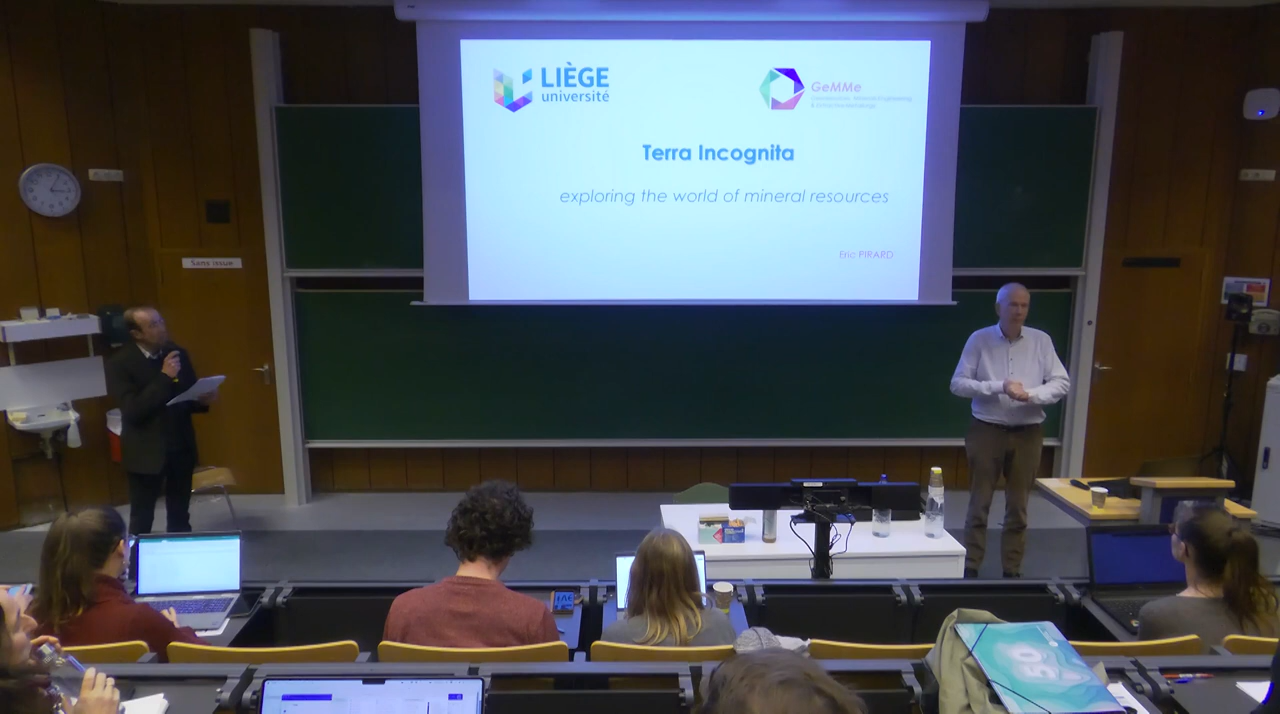 LIÈGE
université
GeMMe
Terra Incognita
exploring the world of mineral resources
Eric PIRARD
Sans issue